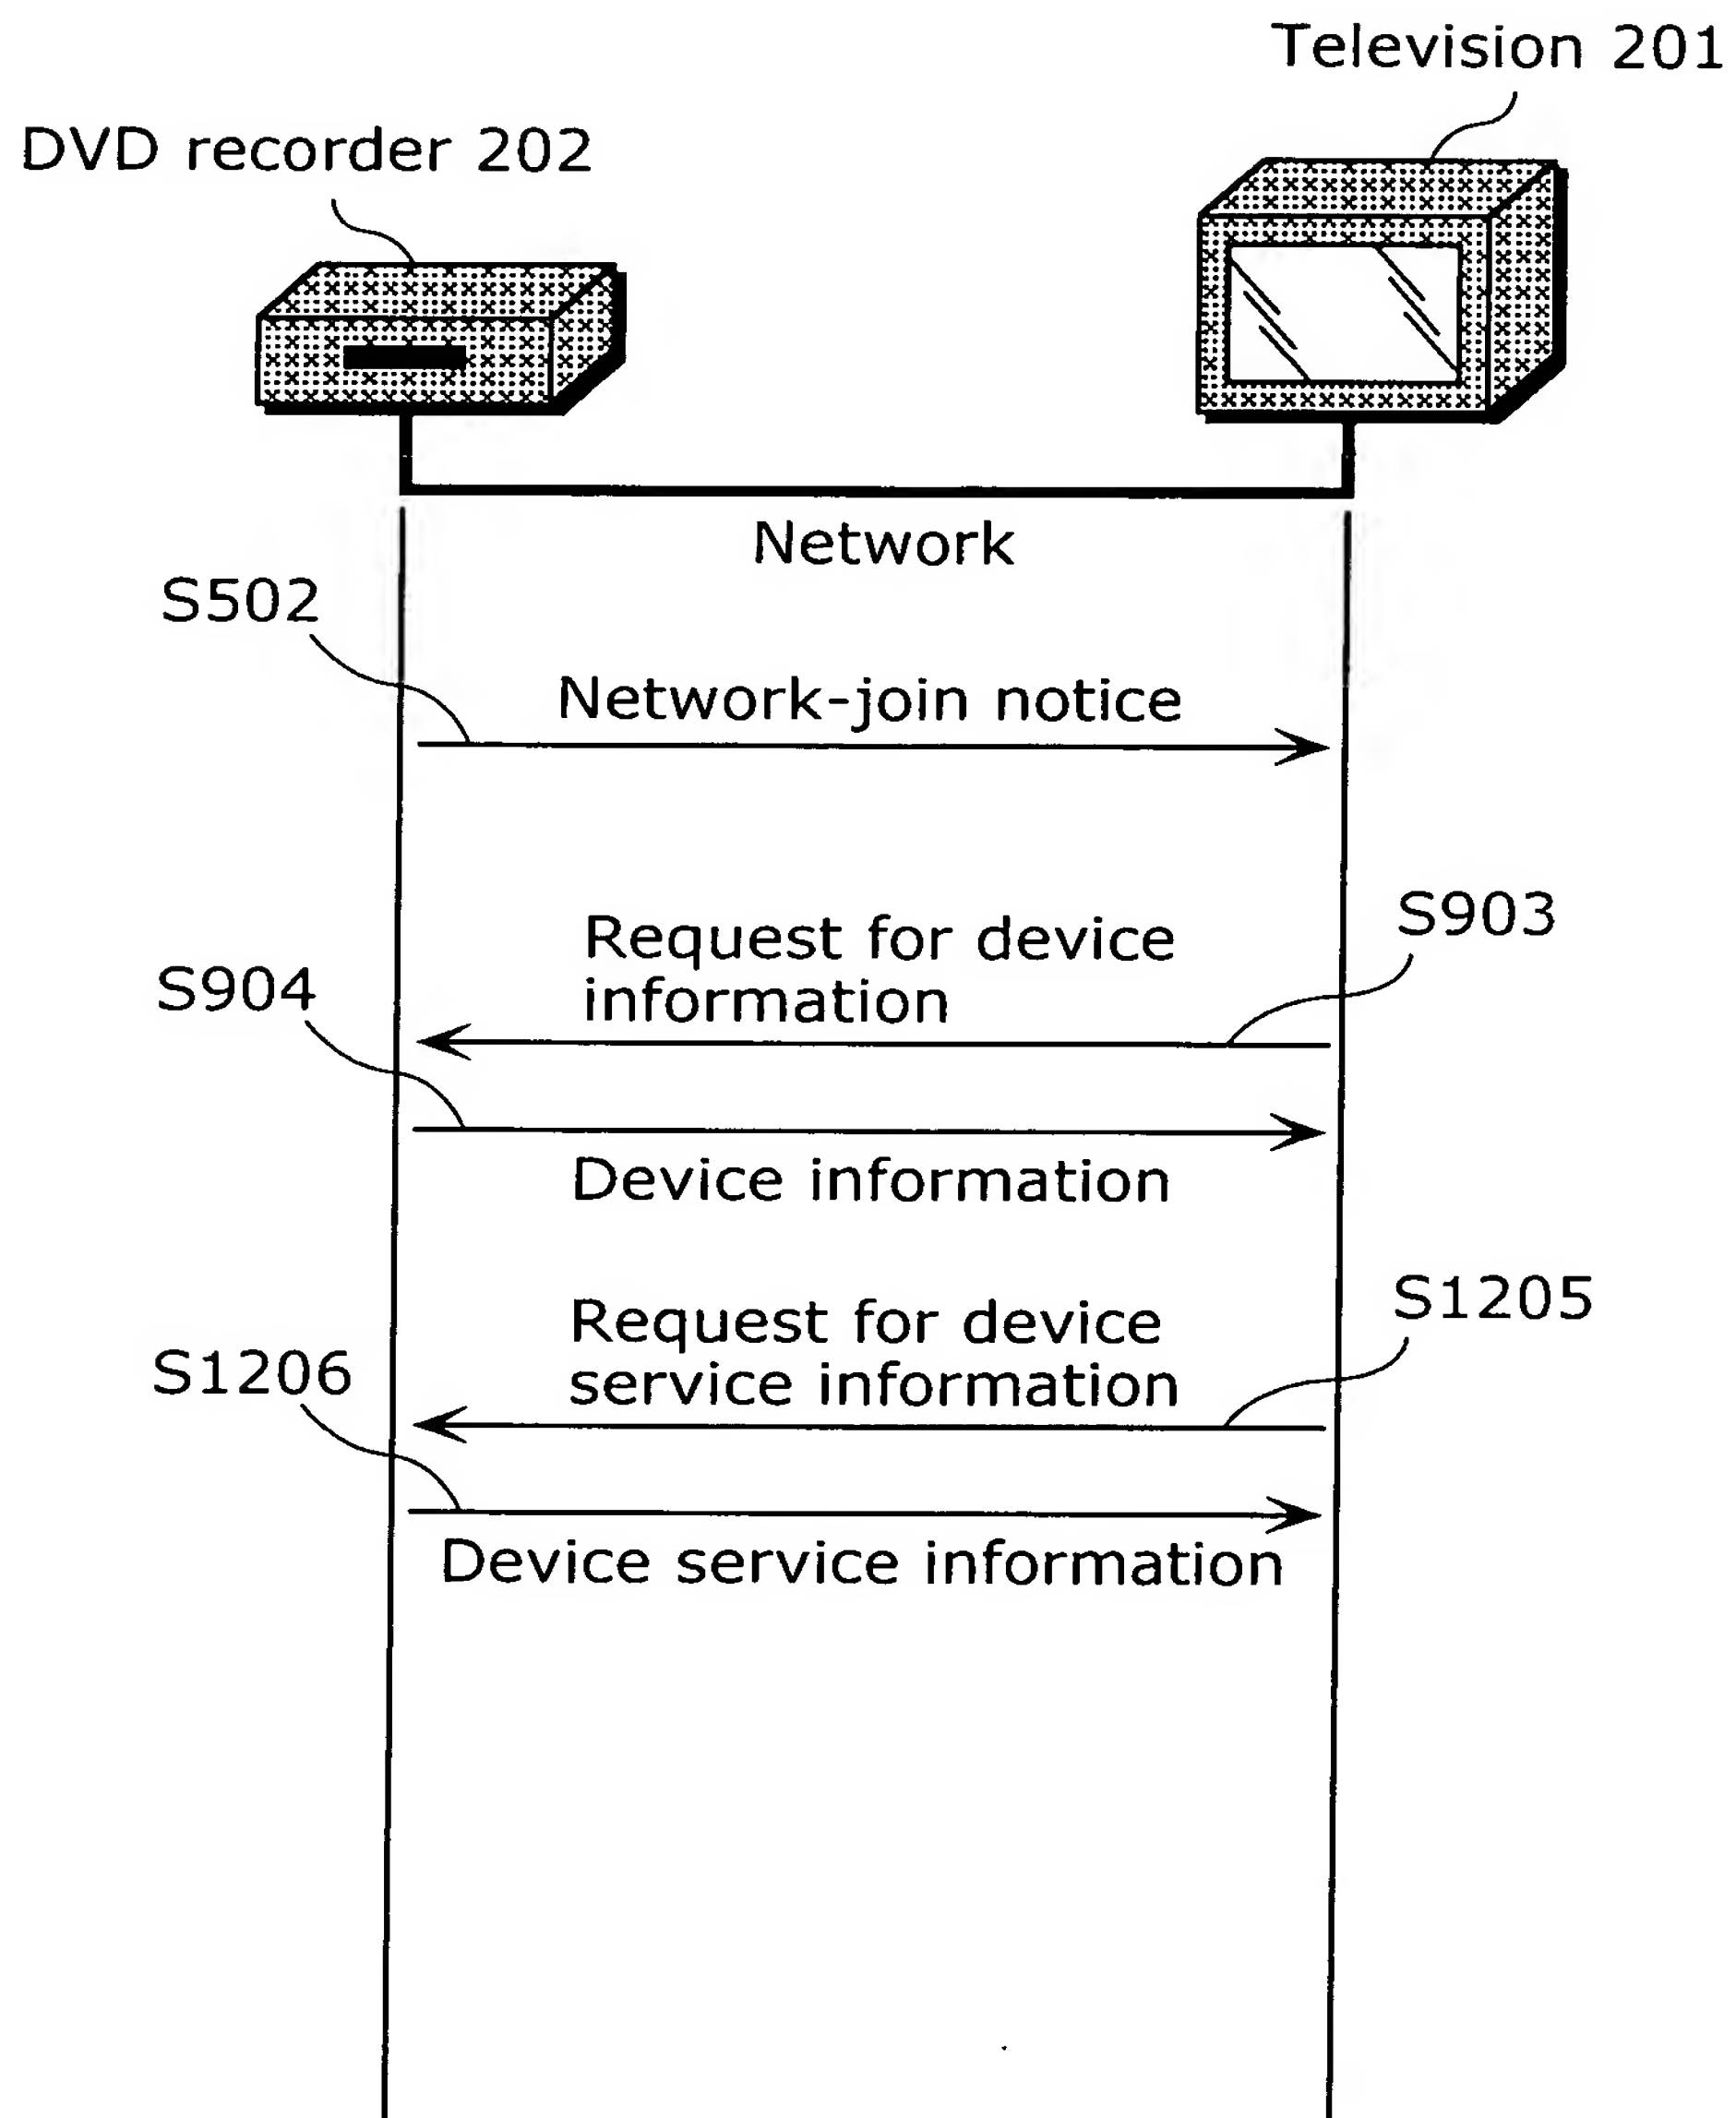 Television 201
DVD recorder 202
Network
S502
Network-join notice
S903
Request for device
information
S904
Device information
S1205
Request for device
service information
S1206
Device service information